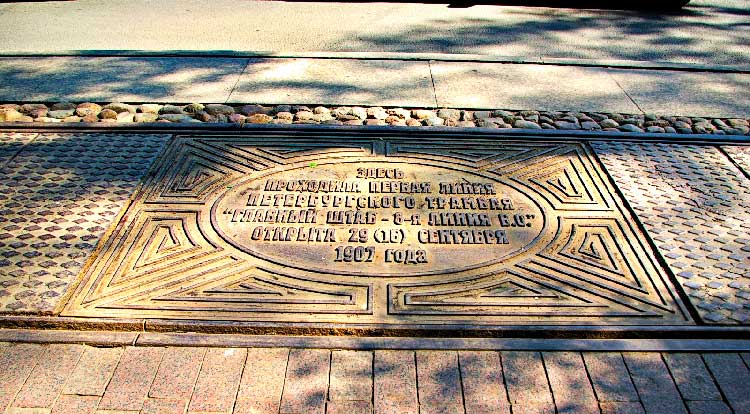 ЗДЕСЬ
ПРОХОДИЛА ПЕРВАЯ ЛИНИЯ
ПЕТЕРБУРГСКОГО ТРАМВАЯ
"ГЛАВНЫЙ ШТАБ - 8-Я ЛИНИЯ В.О."
ОТКРЫТА 29 (16) СЕНТЯБРЯ
1907 года